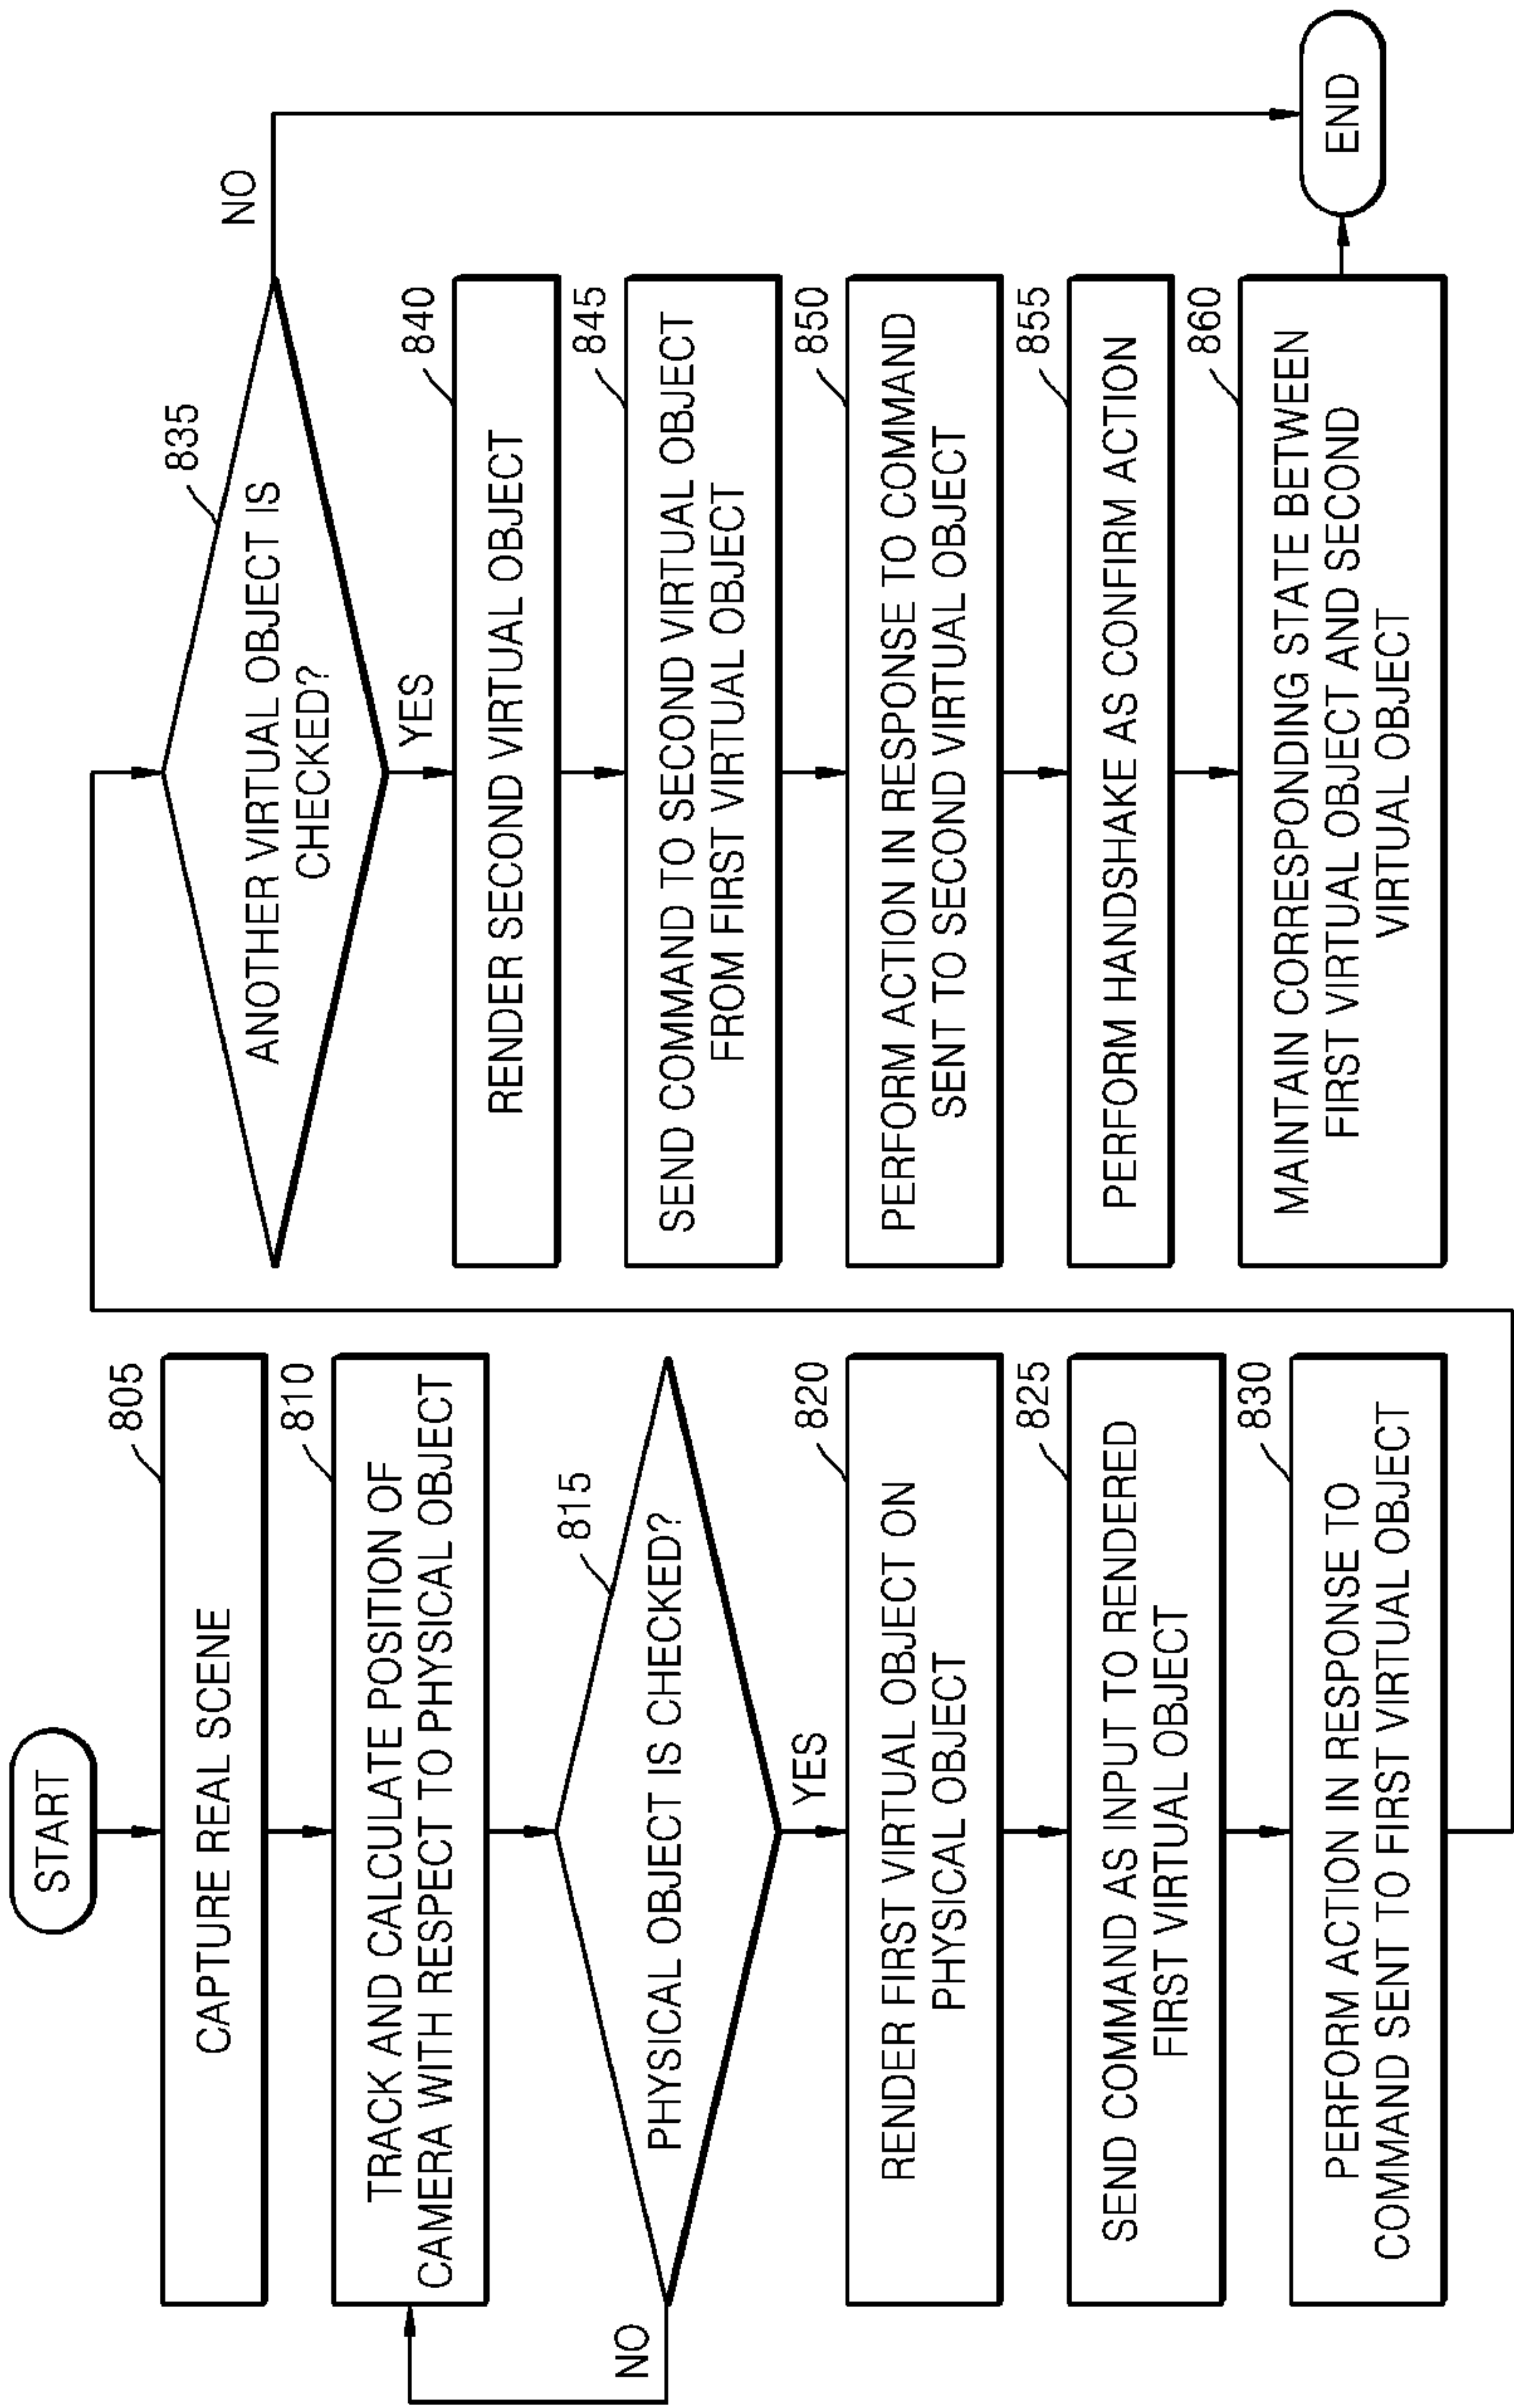 START
805
CAPTURE REAL SCENE
810
TRACK AND CALCULATE POSITION OF
CAMERA WITH RESPECT TO PHYSICAL OBJECT
815
PHYSICAL OBJECT IS CHECKED?
NO
YES
820
RENDER FIRST VIRTUAL OBJECT ON
PHYSICAL OBJECT
825
SEND COMMAND AS INPUT TO RENDERED
FIRST VIRTUAL OBJECT
830
PERFORM ACTION IN RESPONSE TO
COMMAND SENT TO FIRST VIRTUAL OBJECT
835
ANOTHER VIRTUAL OBJECT IS
CHECKED?
NO
YES
840
RENDER SECOND VIRTUAL OBJECT
845
SEND COMMAND TO SECOND VIRTUAL OBJECT
FROM FIRST VIRTUAL OBJECT
850
PERFORM ACTION IN RESPONSE TO COMMAND
SENT TO SECOND VIRTUAL OBJECT
855
PERFORM HANDSHAKE AS CONFIRM ACTION
860
MAINTAIN CORRESPONDING STATE BETWEEN
FIRST VIRTUAL OBJECT AND SECOND
VIRTUAL OBJECT
END